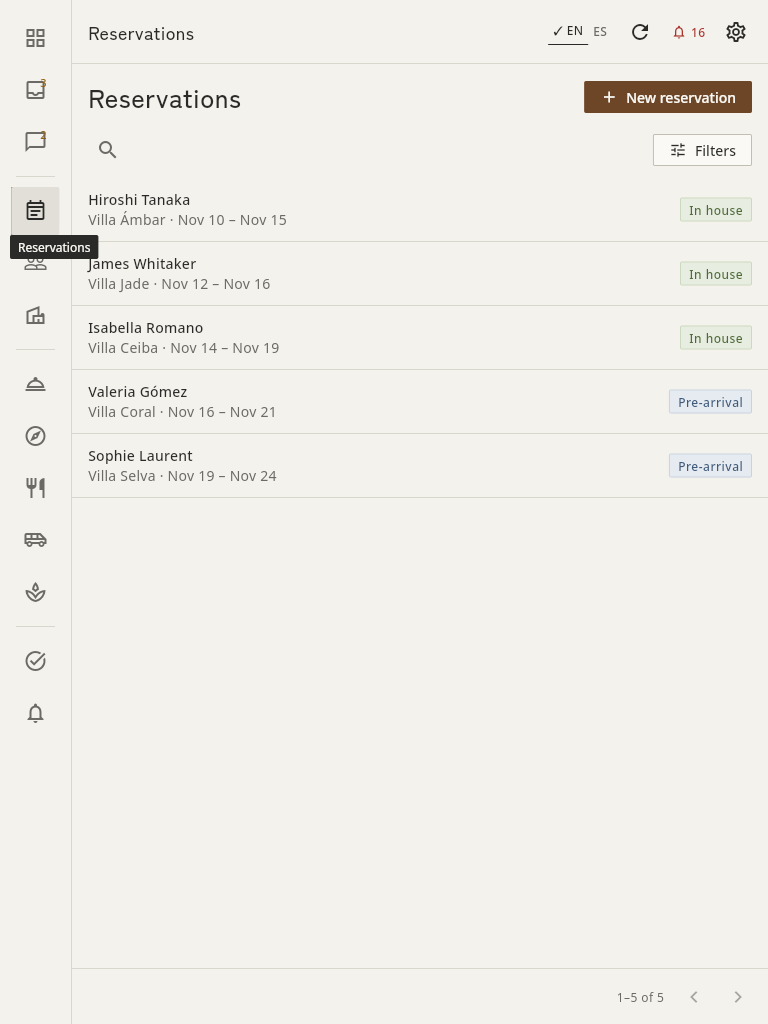 Reservations
✓ EN ES
16
3
2
Reservations
New reservation
Filters
Reservations
Hiroshi Tanaka
Villa Ámbar · Nov 10 – Nov 15
In house
James Whitaker
Villa Jade · Nov 12 – Nov 16
In house
Isabella Romano
Villa Ceiba · Nov 14 – Nov 19
In house
Valeria Gómez
Villa Coral · Nov 16 – Nov 21
Pre-arrival
Sophie Laurent
Villa Selva · Nov 19 – Nov 24
Pre-arrival
1–5 of 5